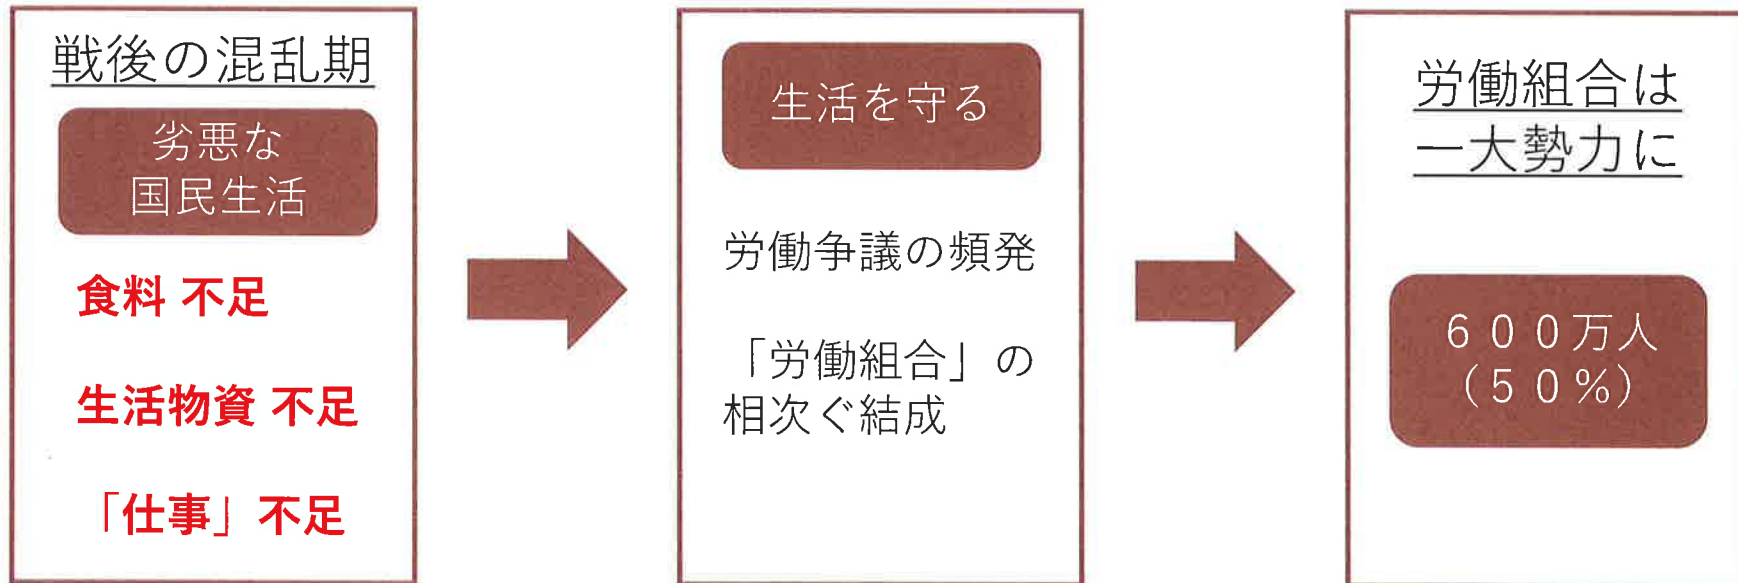 戦後の混乱期
劣悪な
国民生活
食料 不足
生活物資 不足
「仕事」不足
生活を守る
労働争議の頻発
「労働組合」の
相次ぐ結成
労働組合は
一大勢力に
６００万人
（５０％）